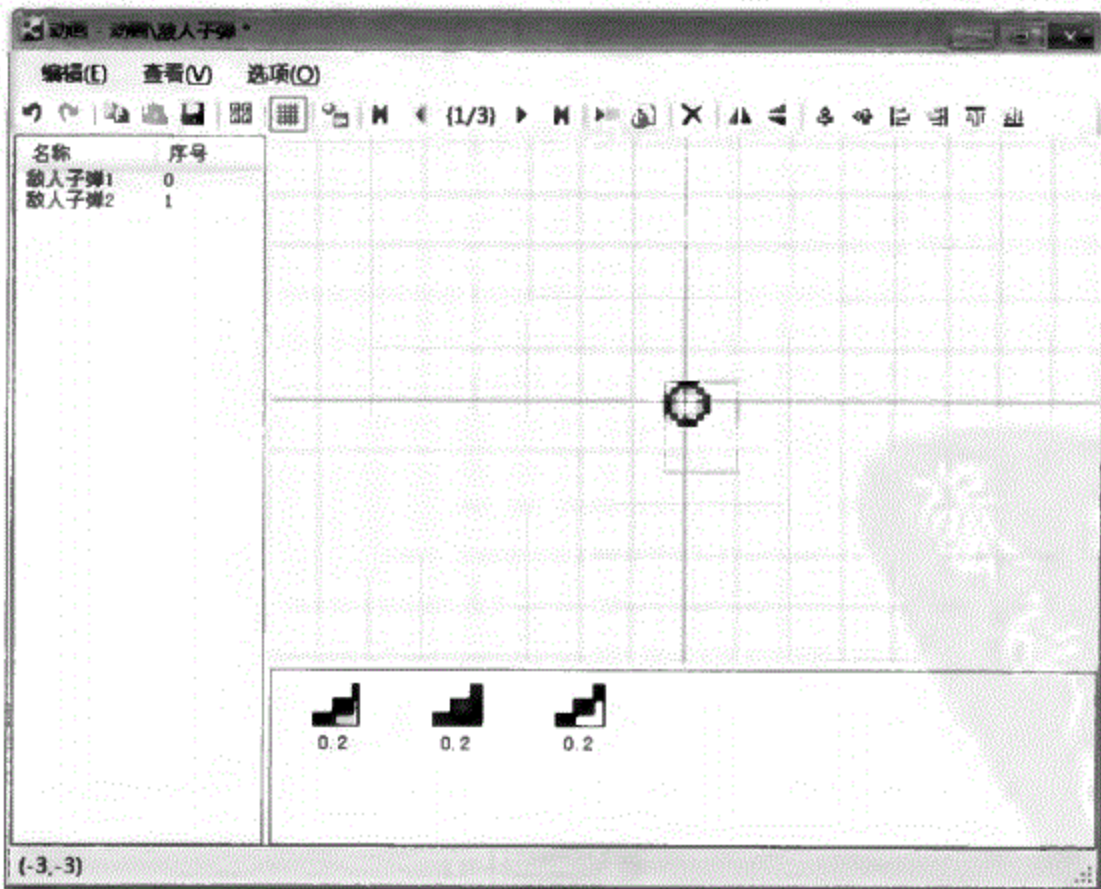 动画 - 动画\敌人子弹 *
编辑(E) 查看(V) 选项(O)
{1/3}
名称 序号
敌人子弹1 0
敌人子弹2 1
0.2 0.2 0.2
(-3,-3)